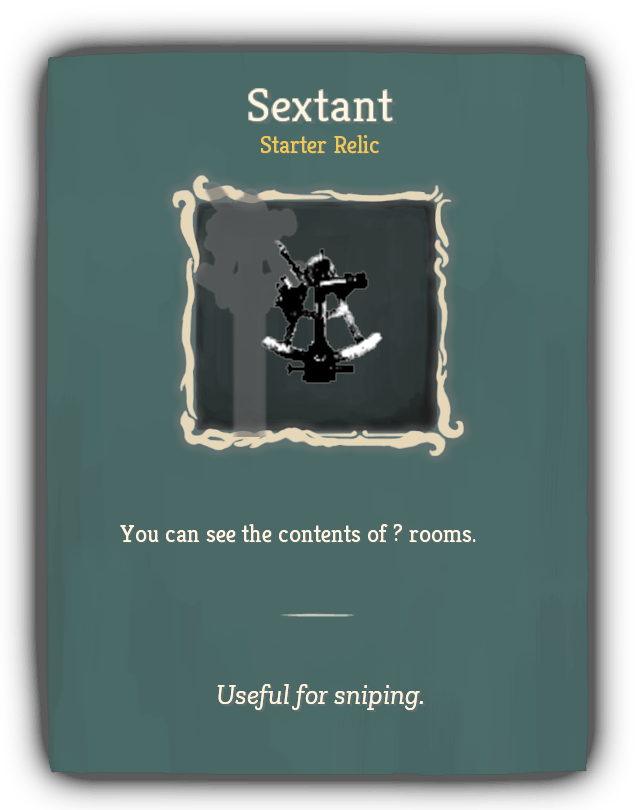 Sextant
Starter Relic
You can see the contents of ? rooms.
Useful for sniping.